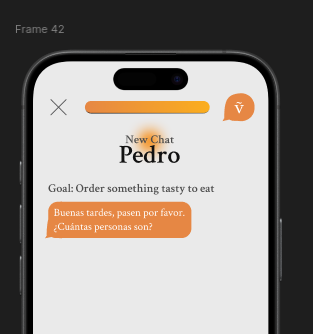 Frame 42
ṽ
New Chat
Pedro
Goal: Order something tasty to eat
Buenas tardes, pasen por favor.
¿Cuántas personas son?